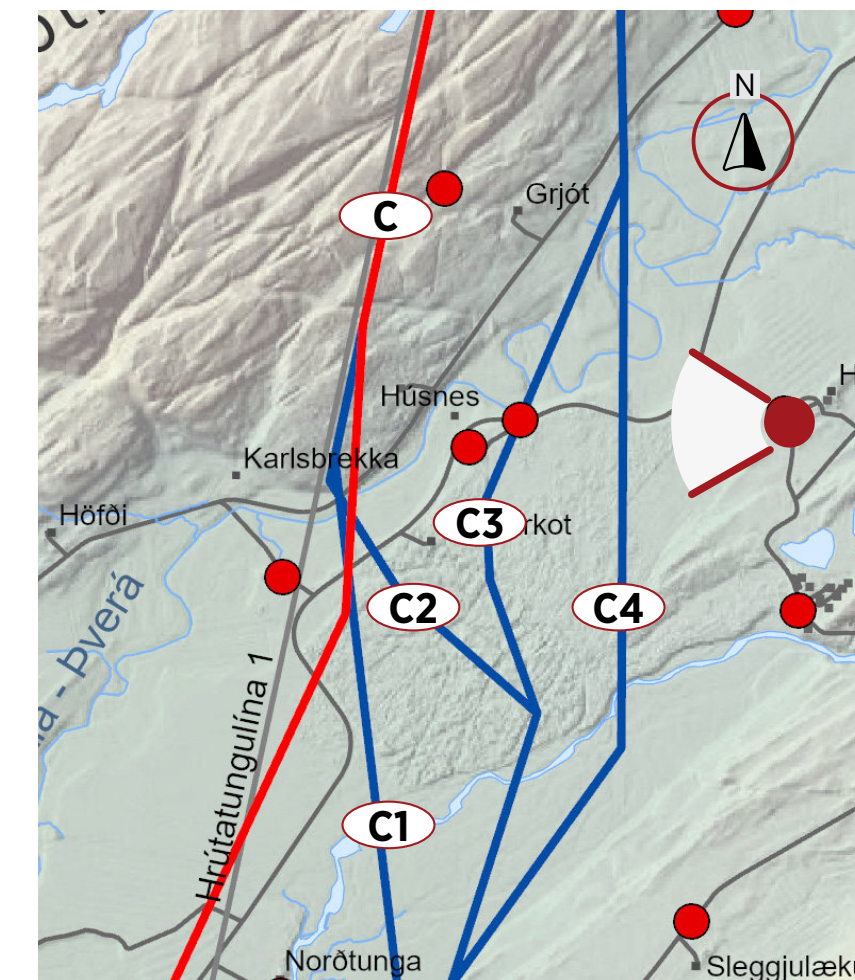 N
Grjót
C
Húsnes
Karlsbrekka
Höfði
C3
C2
C4
Hrútatungulína 1
C1
Norðtunga